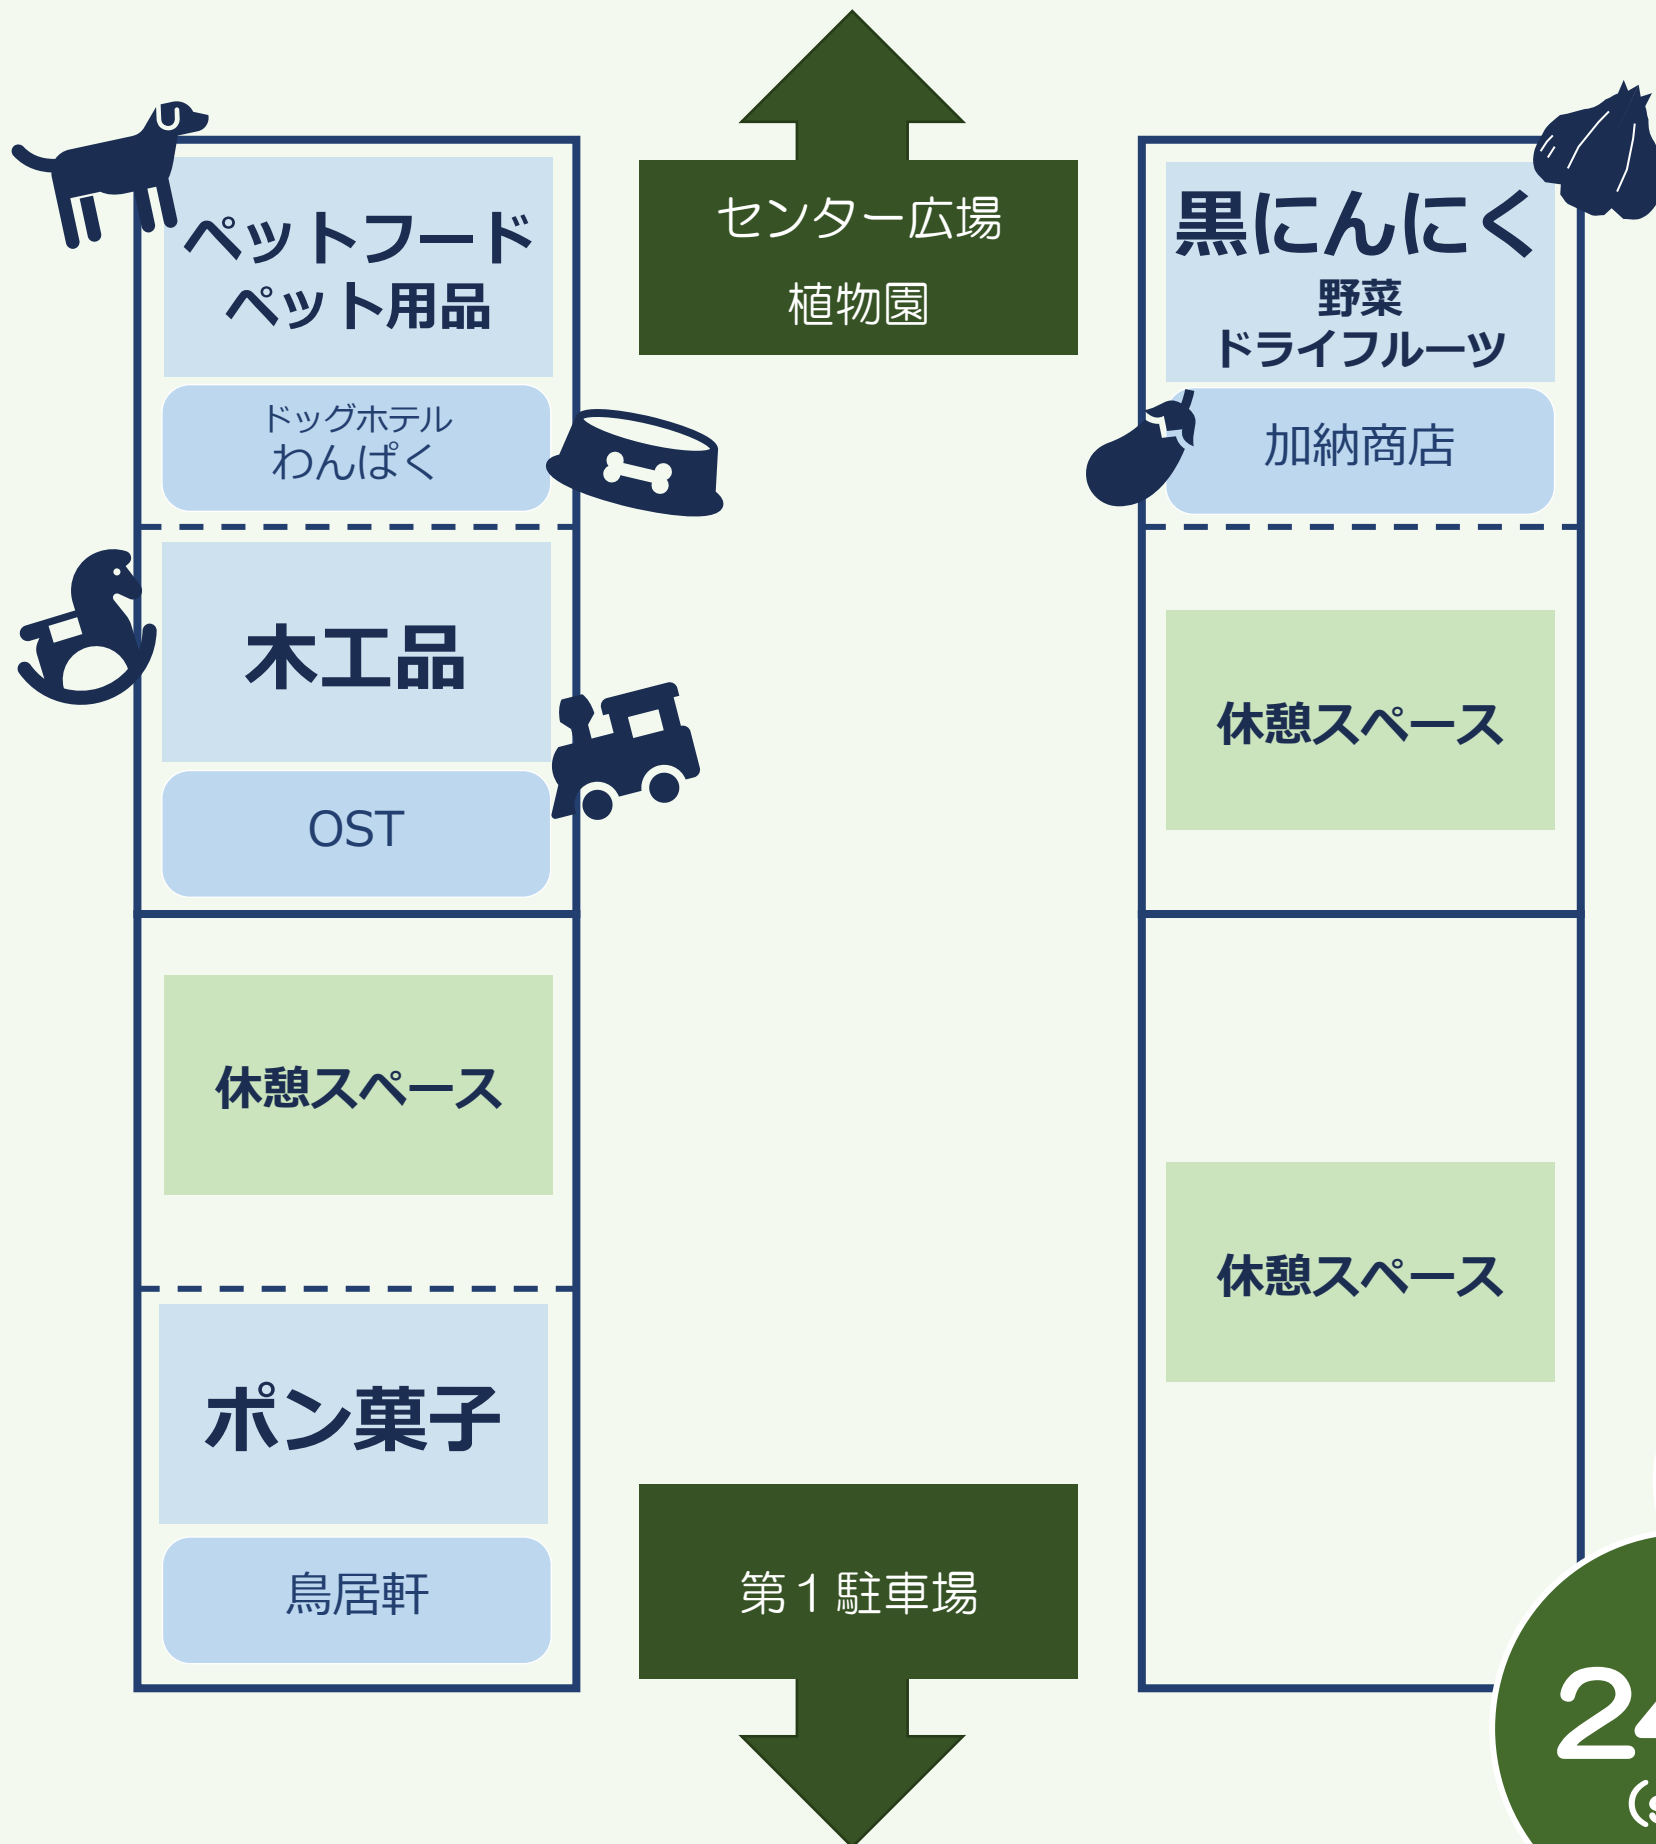 センター広場
植物園
ペットフード
ペット用品
ドッグホテル
わんぱく
木工品
OST
休憩スペース
ポン菓子
鳥居軒
黒にんにく
野菜
ドライフルーツ
加納商店
休憩スペース
休憩スペース
第１駐車場
2